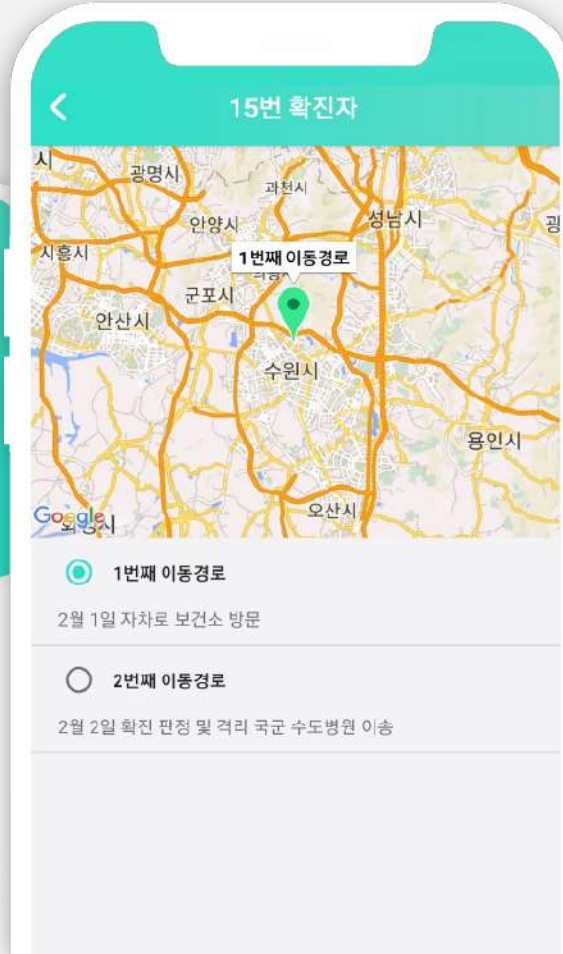 15번 확진자
시
광명시
과천시
안양시
성남시
광
시흥시
1번째 이동경로
군포시
안산시
수원시
용인시
오산시
Google
시
1번째 이동경로
2월 1일 자차로 보건소 방문
2번째 이동경로
2월 2일 확진 판정 및 격리 국군 수도병원 이송